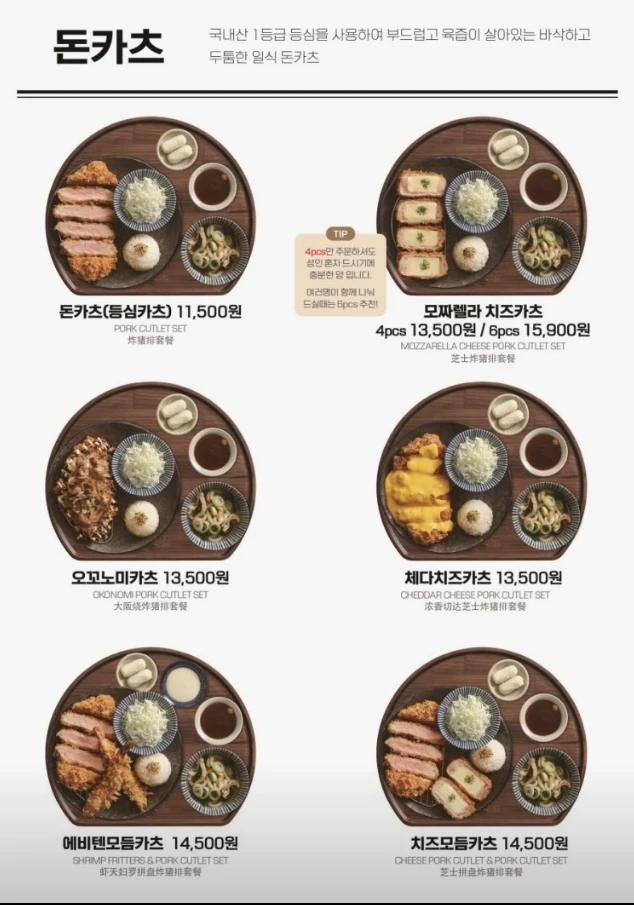 돈카츠
국내산 1등급 등심을 사용하여 부드럽고 육즙이 살아있는 바삭하고
두툼한 일식 돈카츠
돈카츠(등심카츠) 11,500원
PORK CUTLET SET
炸猪排套餐
TIP
4pcs만 주문하셔도
성인 혼자 드시기에
충분한 양 입니다.
여러명이 함께 나눠
드실때는 6pcs 추천!
모짜렐라 치즈카츠
4pcs 13,500원 / 6pcs 15,900원
MOZZARELLA CHEESE PORK CUTLET SET
芝士炸猪排套餐
오꼬노미카츠 13,500원
OKONOMI PORK CUTLET SET
大阪烧炸猪排套餐
체다치즈카츠 13,500원
CHEDDAR CHEESE PORK CUTLET SET
浓香切达芝士炸猪排套餐
에비텐모듬카츠 14,500원
SHRIMP FRITTERS & PORK CUTLET SET
虾天妇罗拼盘炸猪排套餐
치즈모듬카츠 14,500원
CHEESE PORK CUTLET & PORK CUTLET SET
芝士拼盘炸猪排套餐